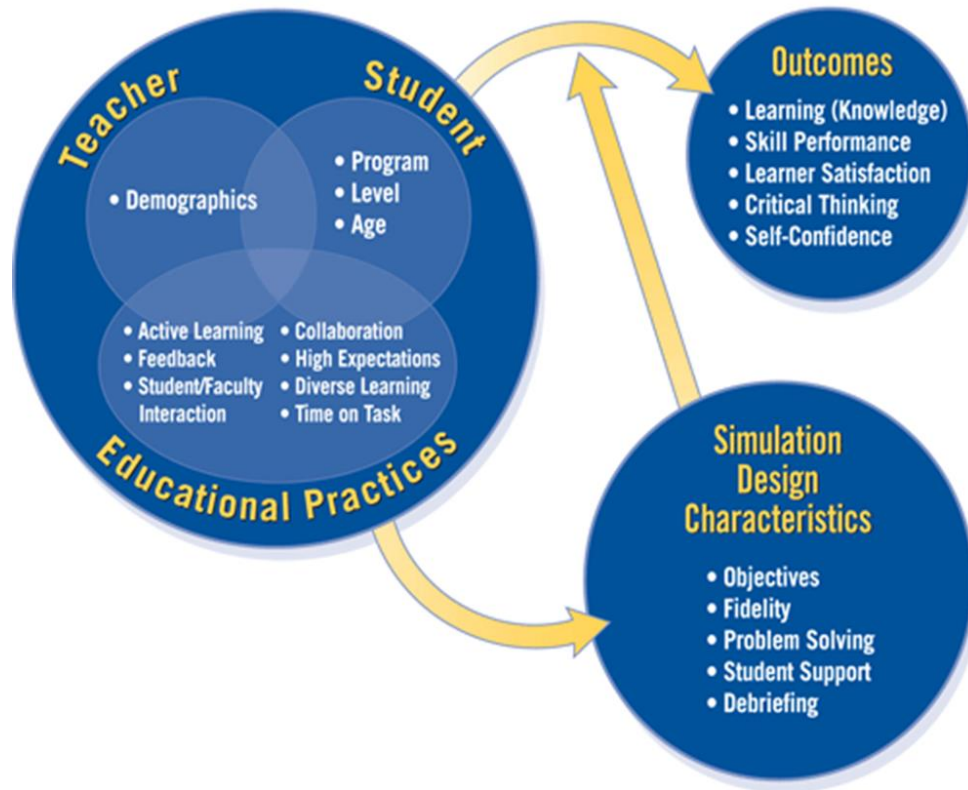 Teacher
Student
• Demographics
• Program
• Level
• Age
• Active Learning
• Feedback
• Student/Faculty
Interaction
• Collaboration
• High Expectations
• Diverse Learning
• Time on Task
Educational Practices
Outcomes
• Learning (Knowledge)
• Skill Performance
• Learner Satisfaction
• Critical Thinking
• Self-Confidence
Simulation
Design
Characteristics
• Objectives
• Fidelity
• Problem Solving
• Student Support
• Debriefing